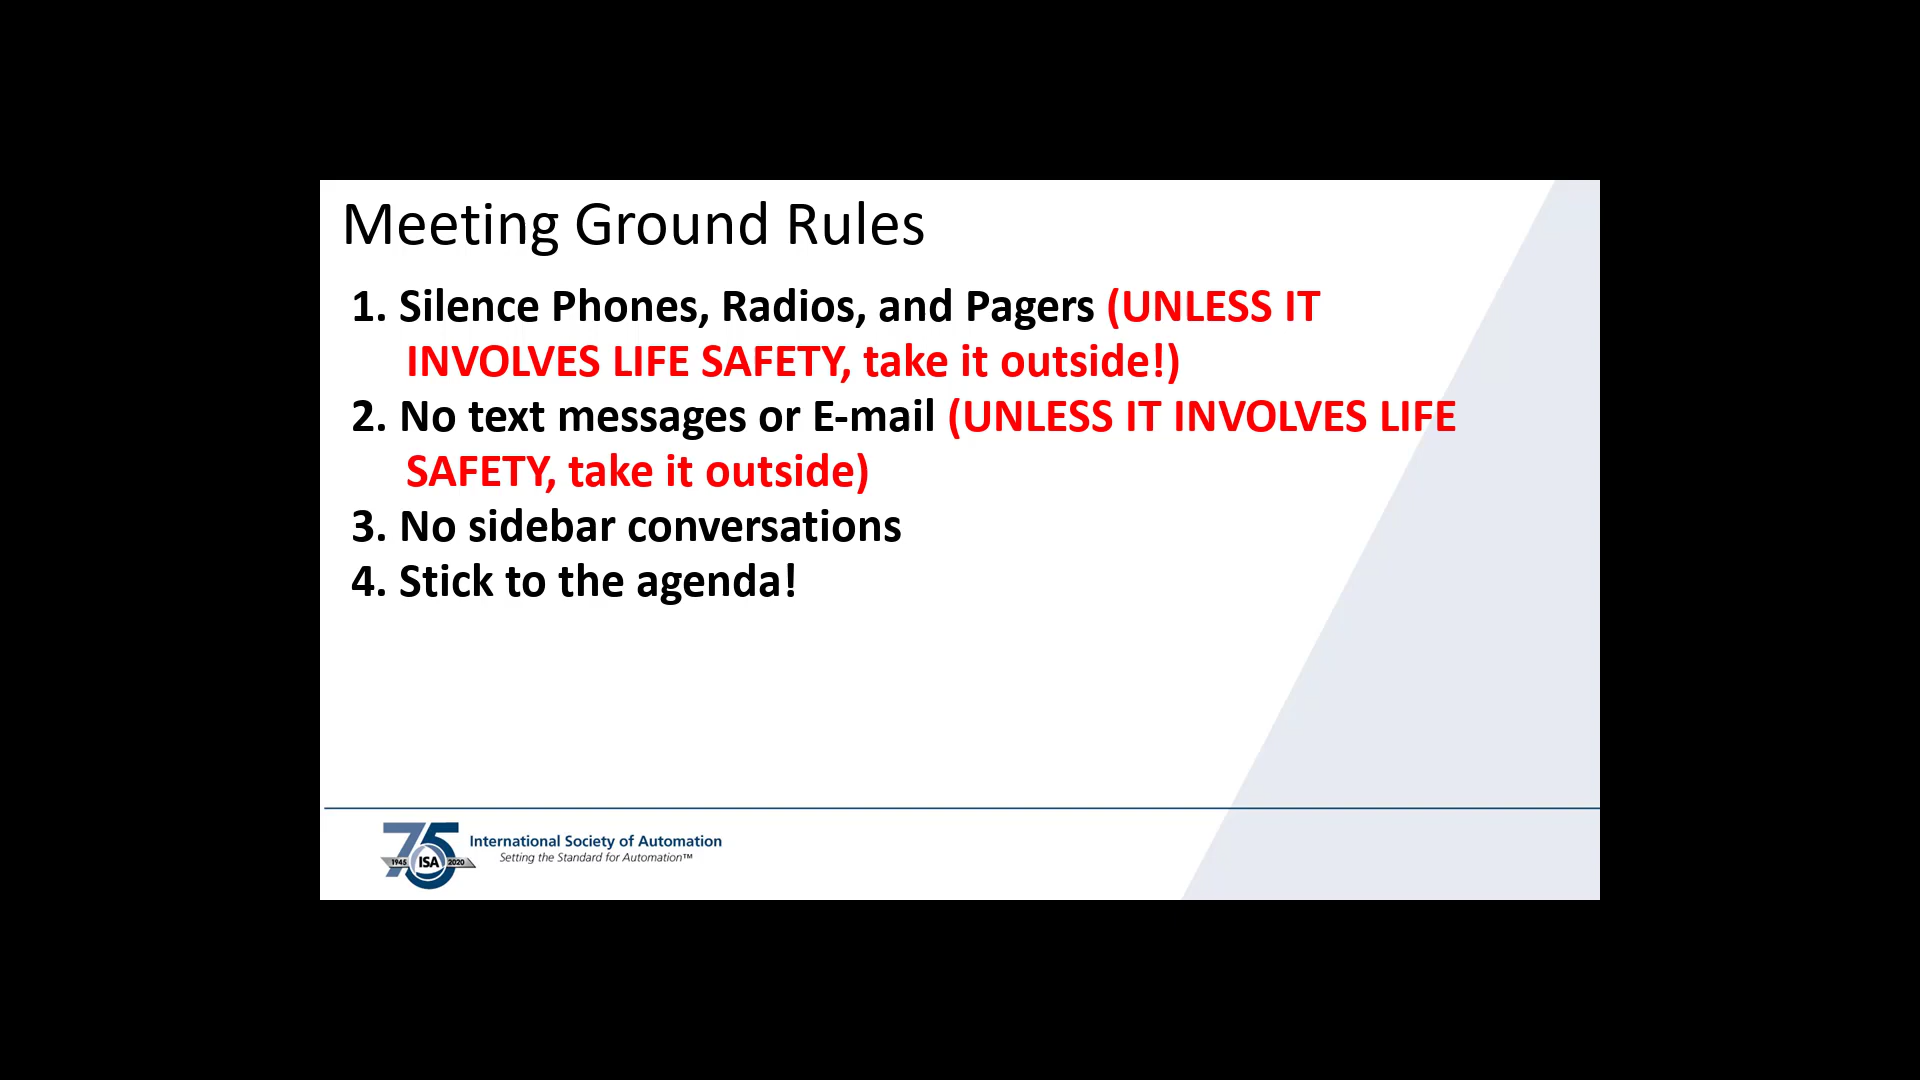 Meeting Ground Rules
1. Silence Phones, Radios, and Pagers (UNLESS IT
INVOLVES LIFE SAFETY, take it outside!)
2. No text messages or E-mail (UNLESS IT INVOLVES LIFE
SAFETY, take it outside)
3. No sidebar conversations
4. Stick to the agenda!
75
1945 ISA 2020
International Society of Automation
Setting the Standard for Automation™